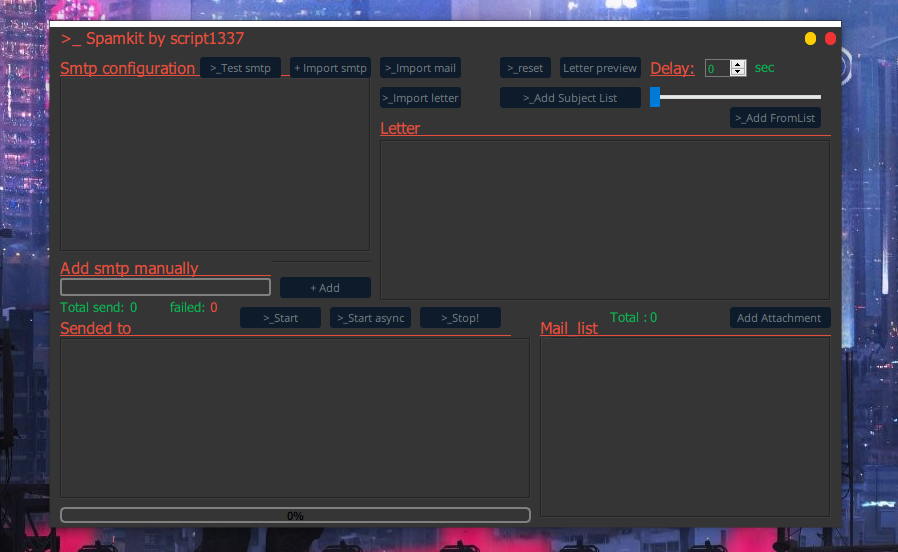 >_ Spamkit by script1337
Smtp configuration >_Test smtp + Import smtp >_Import mail >_reset Letter preview Delay: 0 sec
>_Import letter >_Add Subject List
>_Add FromList
Letter
Add smtp manually
+ Add
Total send: 0 failed: 0 >_Start >_Start async >_Stop! Total : 0 Add Attachment
Sended to Mail_list
0%